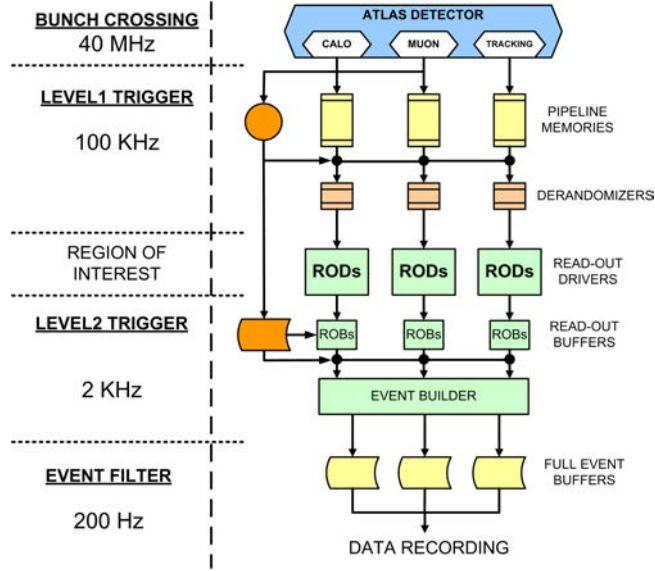 BUNCH CROSSING
40 MHz
LEVEL1 TRIGGER
100 KHz
REGION OF
INTEREST
LEVEL2 TRIGGER
2 KHz
EVENT FILTER
200 Hz
ATLAS DETECTOR
CALO
MUON
TRACKING
PIPELINE
MEMORIES
DERANDOMIZERS
RODs
RODs
RODs
READ-OUT
DRIVERS
ROBs
ROBs
ROBs
READ-OUT
BUFFERS
EVENT BUILDER
FULL EVENT
BUFFERS
DATA RECORDING